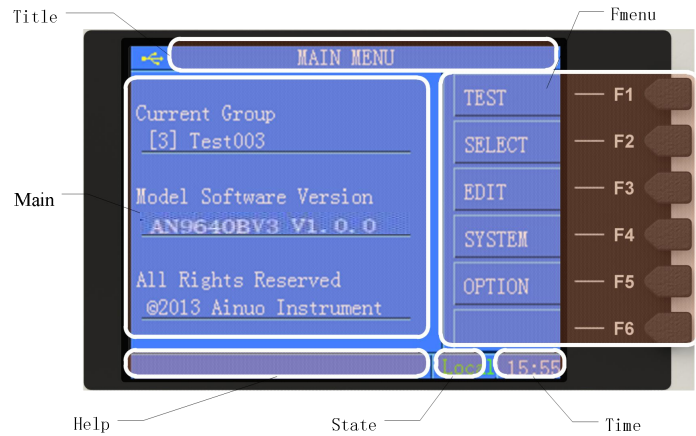 Title
Fmenu
MAIN MENU
TEST
F1
Current Group
[3] Test003
SELECT
F2
Main
EDIT
F3
Model Software Version
AN9640BV3 V1.0.0
SYSTEM
F4
All Rights Reserved
©2013 Ainuo Instrument
OPTION
F5
F6
Local
15:55
Help
State
Time